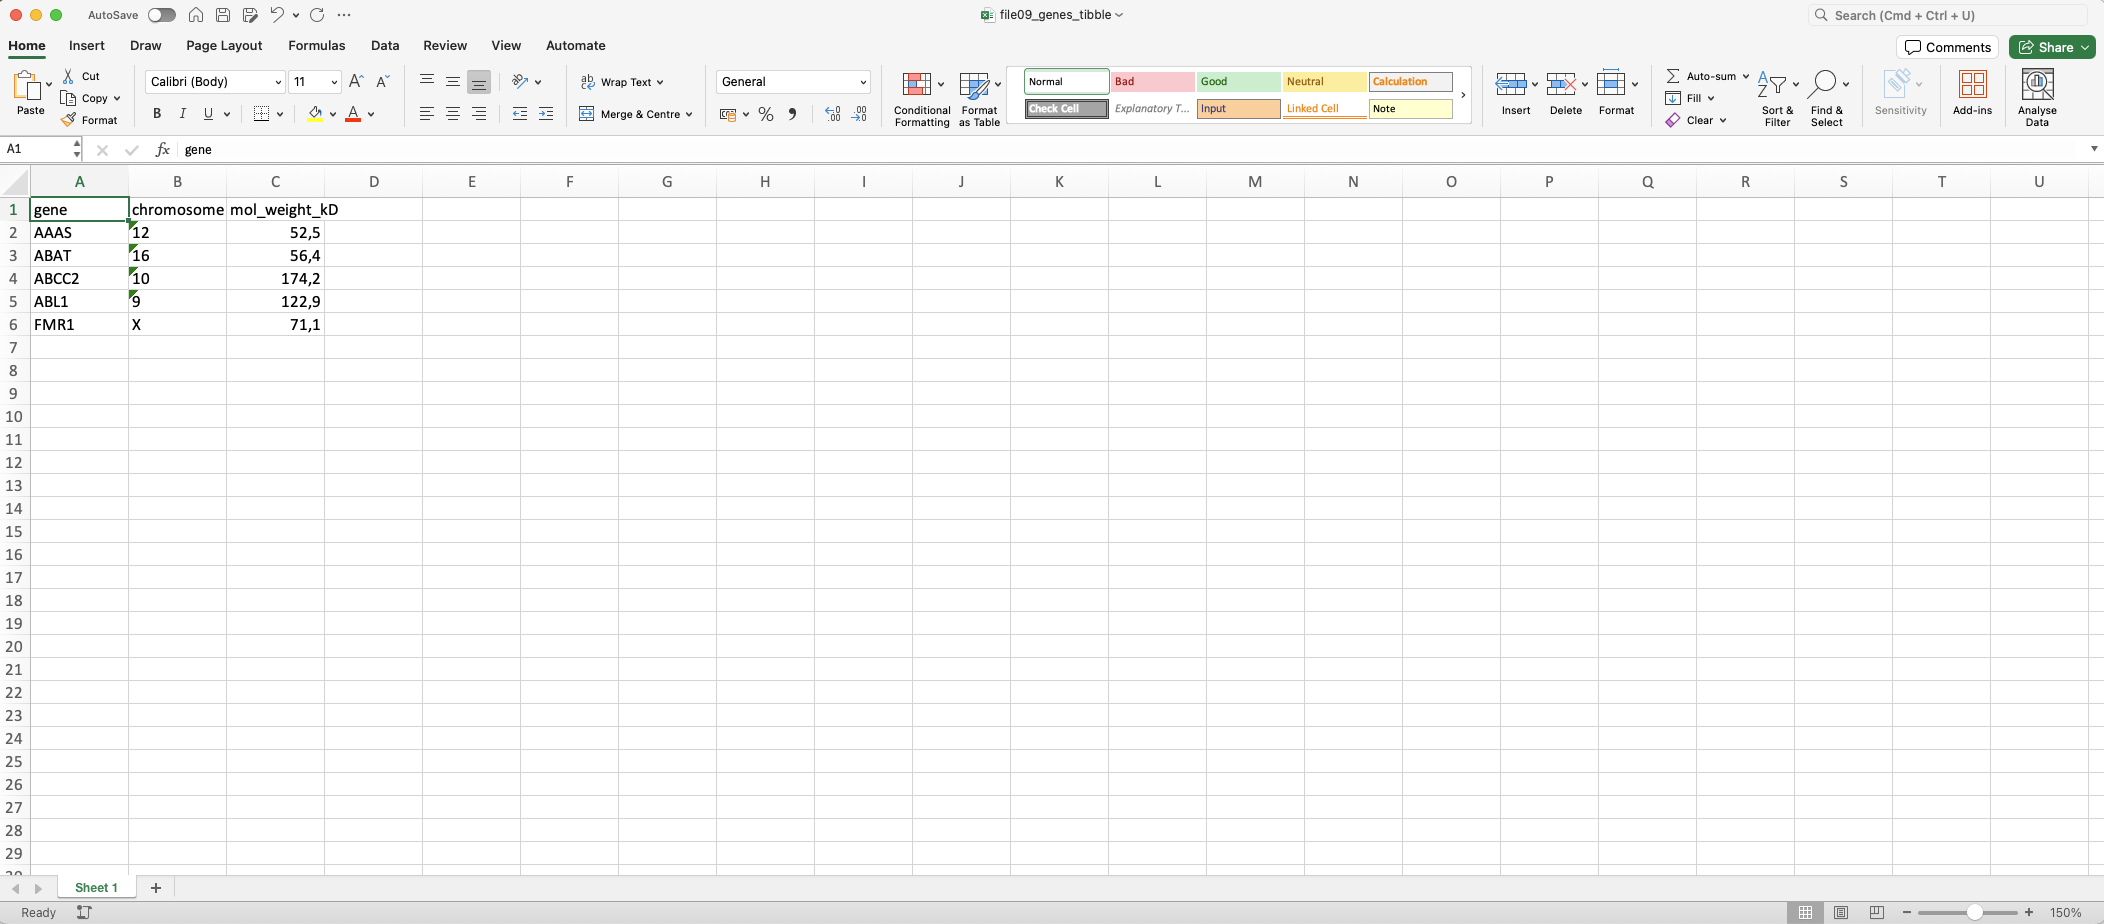 AutoSave file09_genes_tibble Search (Cmd + Ctrl + U)
Home Insert Draw Page Layout Formulas Data Review View Automate Comments Share
Paste Cut Copy Format
Calibri (Body) 11 A^ A˅
B I U A
ab Wrap Text
Merge & Centre
General
% ,00 ,0
Conditional Formatting
Format as Table
Normal Bad Good Neutral Calculation
Check Cell Explanatory T... Input Linked Cell Note
Insert Delete Format
Auto-sum
Fill
Clear
Sort & Filter
Find & Select
Sensitivity
Add-ins
Analyse Data
A1 fx gene
A B C D E F G H I J K L M N O P Q R S T U
1 gene chromosome mol_weight_kD
2 AAAS 12 52,5
3 ABAT 16 56,4
4 ABCC2 10 174,2
5 ABL1 9 122,9
6 FMR1 X 71,1
7
8
9
10
11
12
13
14
15
16
17
18
19
20
21
22
23
24
25
26
27
28
29
Sheet 1 +
Ready 150%